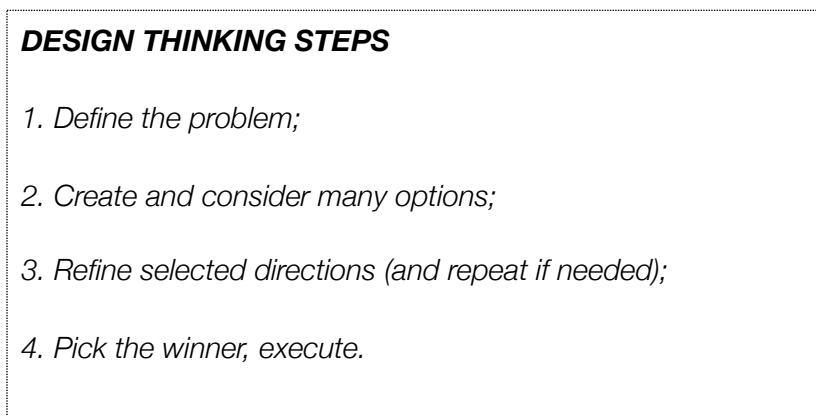 DESIGN THINKING STEPS
1. Define the problem;
2. Create and consider many options;
3. Refine selected directions (and repeat if needed);
4. Pick the winner, execute.